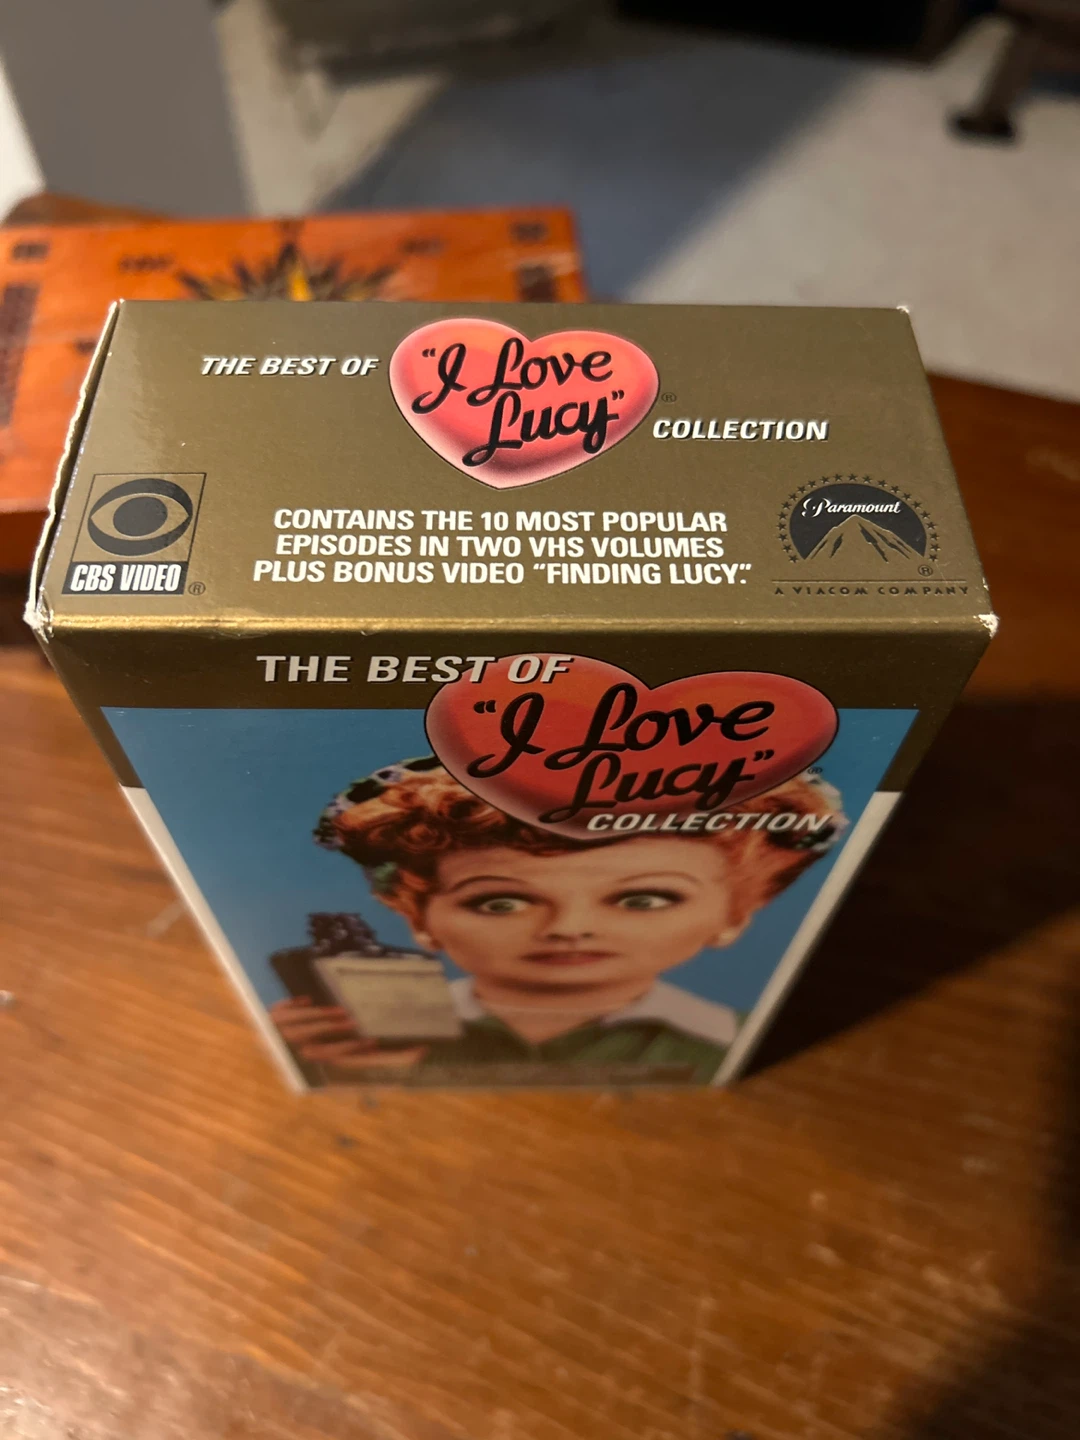 THE BEST OF "I Love Lucy"® COLLECTION
CBS VIDEO®
CONTAINS THE 10 MOST POPULAR
EPISODES IN TWO VHS VOLUMES
PLUS BONUS VIDEO "FINDING LUCY."
Paramount®
A VIACOM COMPANY
THE BEST OF
"I Love
Lucy"®
COLLECTION